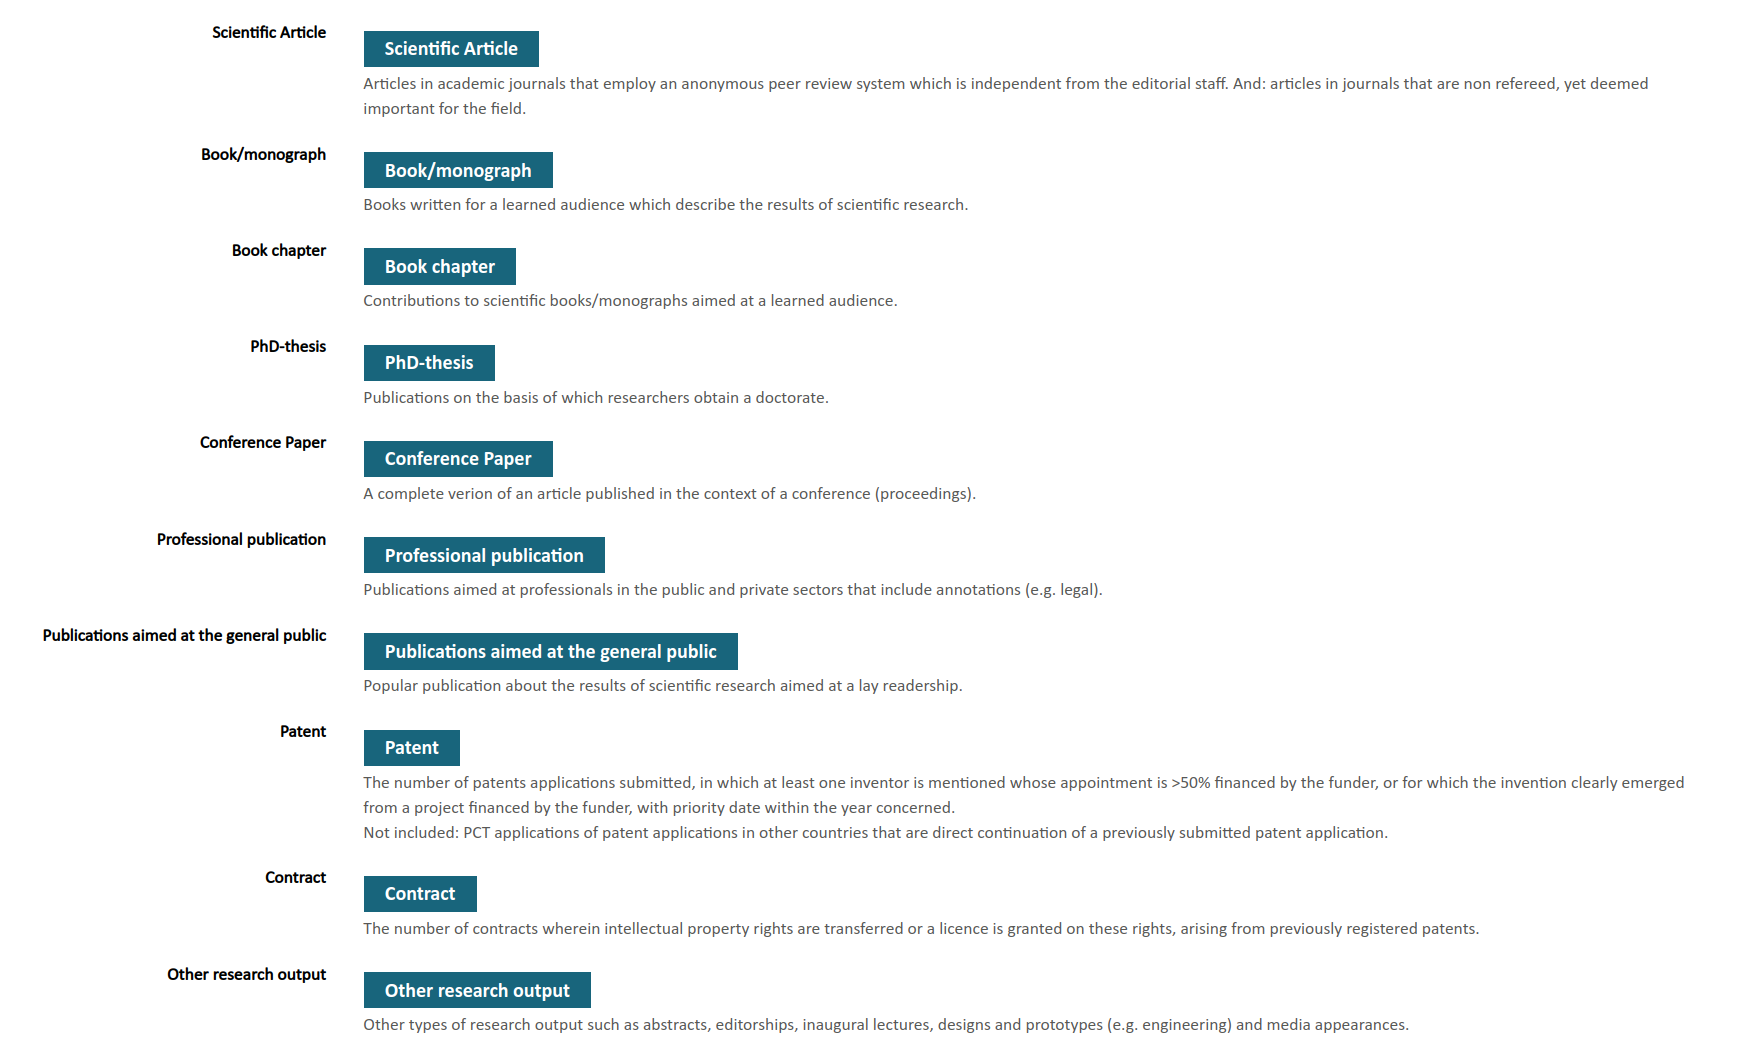 Scientific Article
Scientific Article
Articles in academic journals that employ an anonymous peer review system which is independent from the editorial staff. And: articles in journals that are non refereed, yet deemed
important for the field.
Book/monograph
Book/monograph
Books written for a learned audience which describe the results of scientific research.
Book chapter
Book chapter
Contributions to scientific books/monographs aimed at a learned audience.
PhD-thesis
PhD-thesis
Publications on the basis of which researchers obtain a doctorate.
Conference Paper
Conference Paper
A complete verion of an article published in the context of a conference (proceedings).
Professional publication
Professional publication
Publications aimed at professionals in the public and private sectors that include annotations (e.g. legal).
Publications aimed at the general public
Publications aimed at the general public
Popular publication about the results of scientific research aimed at a lay readership.
Patent
Patent
The number of patents applications submitted, in which at least one inventor is mentioned whose appointment is >50% financed by the funder, or for which the invention clearly emerged
from a project financed by the funder, with priority date within the year concerned.
Not included: PCT applications of patent applications in other countries that are direct continuation of a previously submitted patent application.
Contract
Contract
The number of contracts wherein intellectual property rights are transferred or a licence is granted on these rights, arising from previously registered patents.
Other research output
Other research output
Other types of research output such as abstracts, editorships, inaugural lectures, designs and prototypes (e.g. engineering) and media appearances.